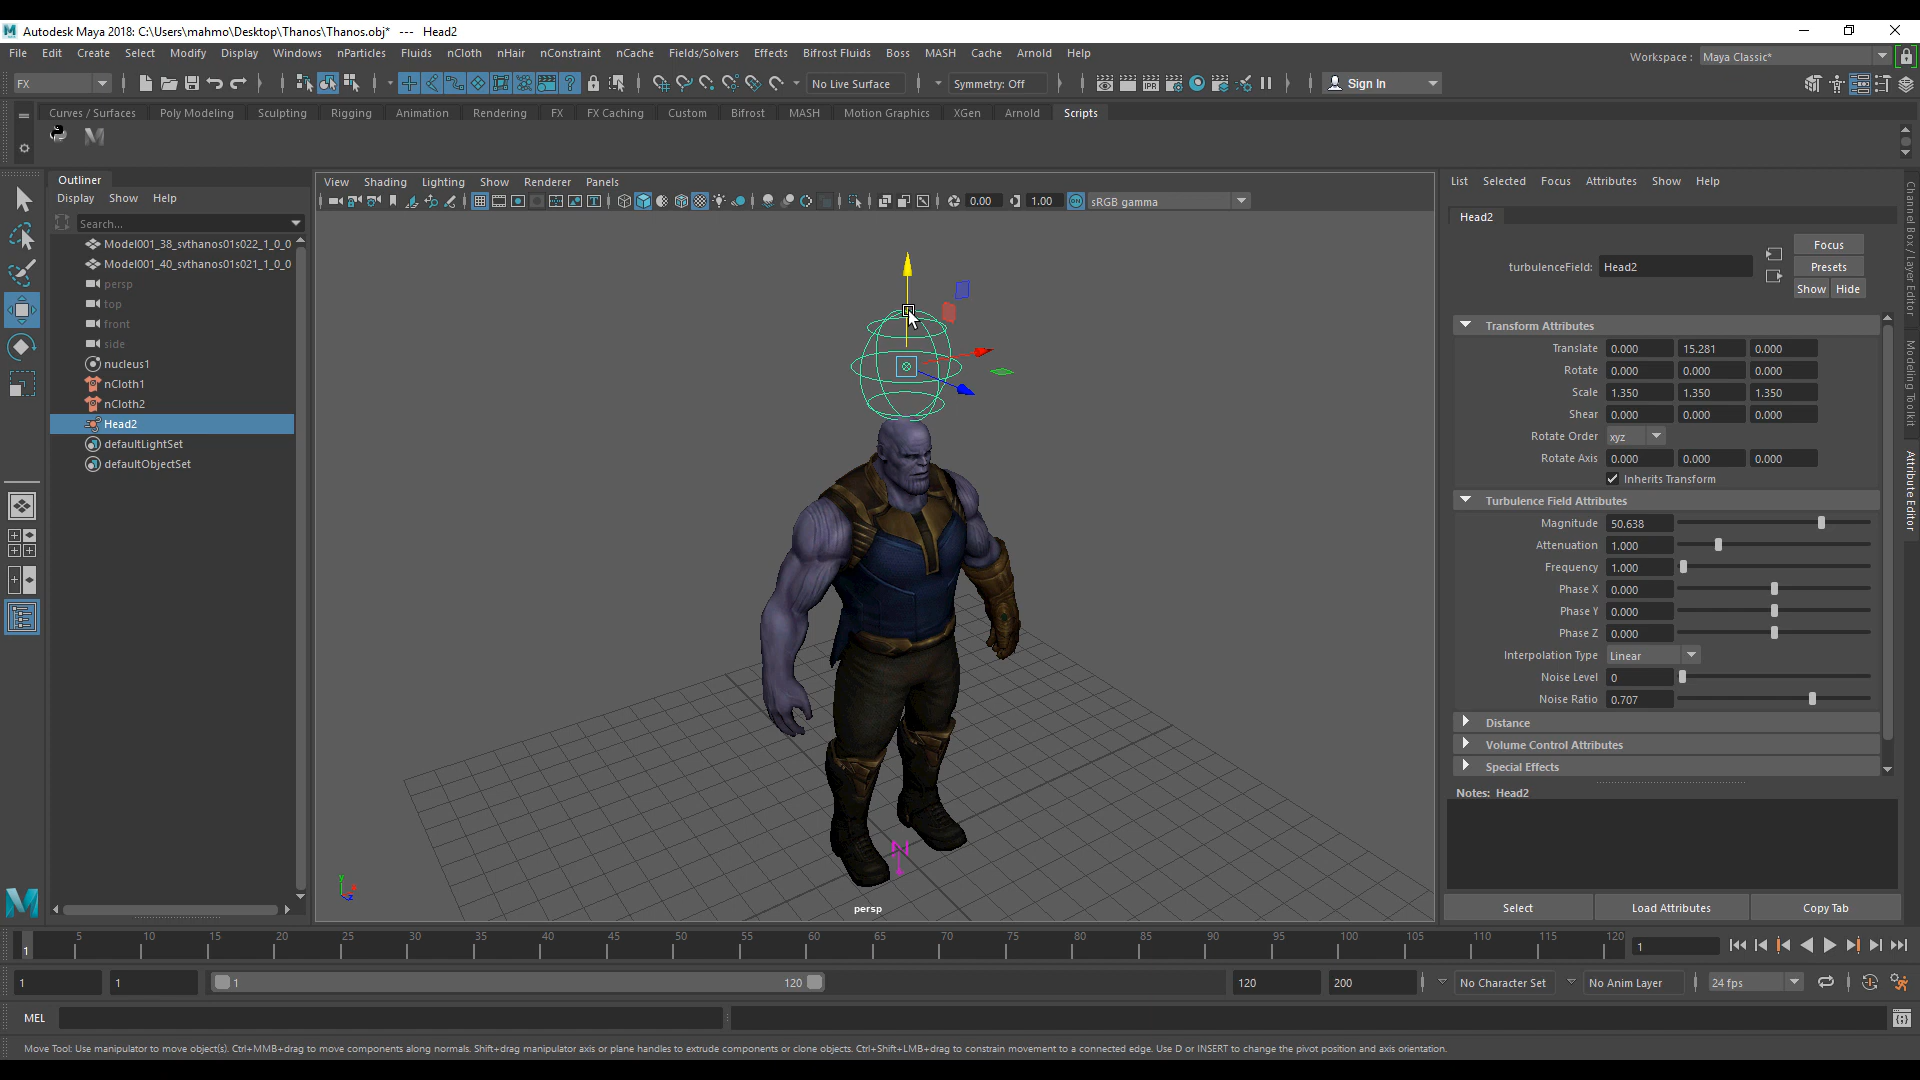 Autodesk Maya 2018: C:\Users\mahmo\Desktop\Thanos\Thanos.obj* --- Head2
File Edit Create Select Modify Display Windows nParticles Fluids nCloth nHair nConstraint nCache Fields/Solvers Effects Bifrost Fluids Boss MASH Cache Arnold Help
Workspace : Maya Classic*
FX No Live Surface Symmetry: Off Sign In
Curves / Surfaces Poly Modeling Sculpting Rigging Animation Rendering FX FX Caching Custom Bifrost MASH Motion Graphics XGen Arnold Scripts
Outliner
Display Show Help
Search...
Model001_38_svthanos01s022_1_0_0
Model001_40_svthanos01s021_1_0_0
persp
top
front
side
nucleus1
nCloth1
nCloth2
Head2
defaultLightSet
defaultObjectSet
View Shading Lighting Show Renderer Panels
0.00 1.00 sRGB gamma
persp
List Selected Focus Attributes Show Help
Head2
turbulenceField: Head2
Focus
Presets
Show Hide
Transform Attributes
Translate 0.000 15.281 0.000
Rotate 0.000 0.000 0.000
Scale 1.350 1.350 1.350
Shear 0.000 0.000 0.000
Rotate Order xyz
Rotate Axis 0.000 0.000 0.000
Inherits Transform
Turbulence Field Attributes
Magnitude 50.638
Attenuation 1.000
Frequency 1.000
Phase X 0.000
Phase Y 0.000
Phase Z 0.000
Interpolation Type Linear
Noise Level 0
Noise Ratio 0.707
Distance
Volume Control Attributes
Special Effects
Notes: Head2
Select Load Attributes Copy Tab
Channel Box / Layer Editor
Modeling Toolkit
Attribute Editor
1 5 10 15 20 25 30 35 40 45 50 55 60 65 70 75 80 85 90 95 100 105 110 115 120 1
1 1 1 120 120 200 No Character Set No Anim Layer 24 fps
MEL
Move Tool: Use manipulator to move object(s). Ctrl+MMB+drag to move components along normals. Shift+drag manipulator axis or plane handles to extrude components or clone objects. Ctrl+Shift+LMB+drag to constrain movement to a connected edge. Use D or INSERT to change the pivot position and axis orientation.